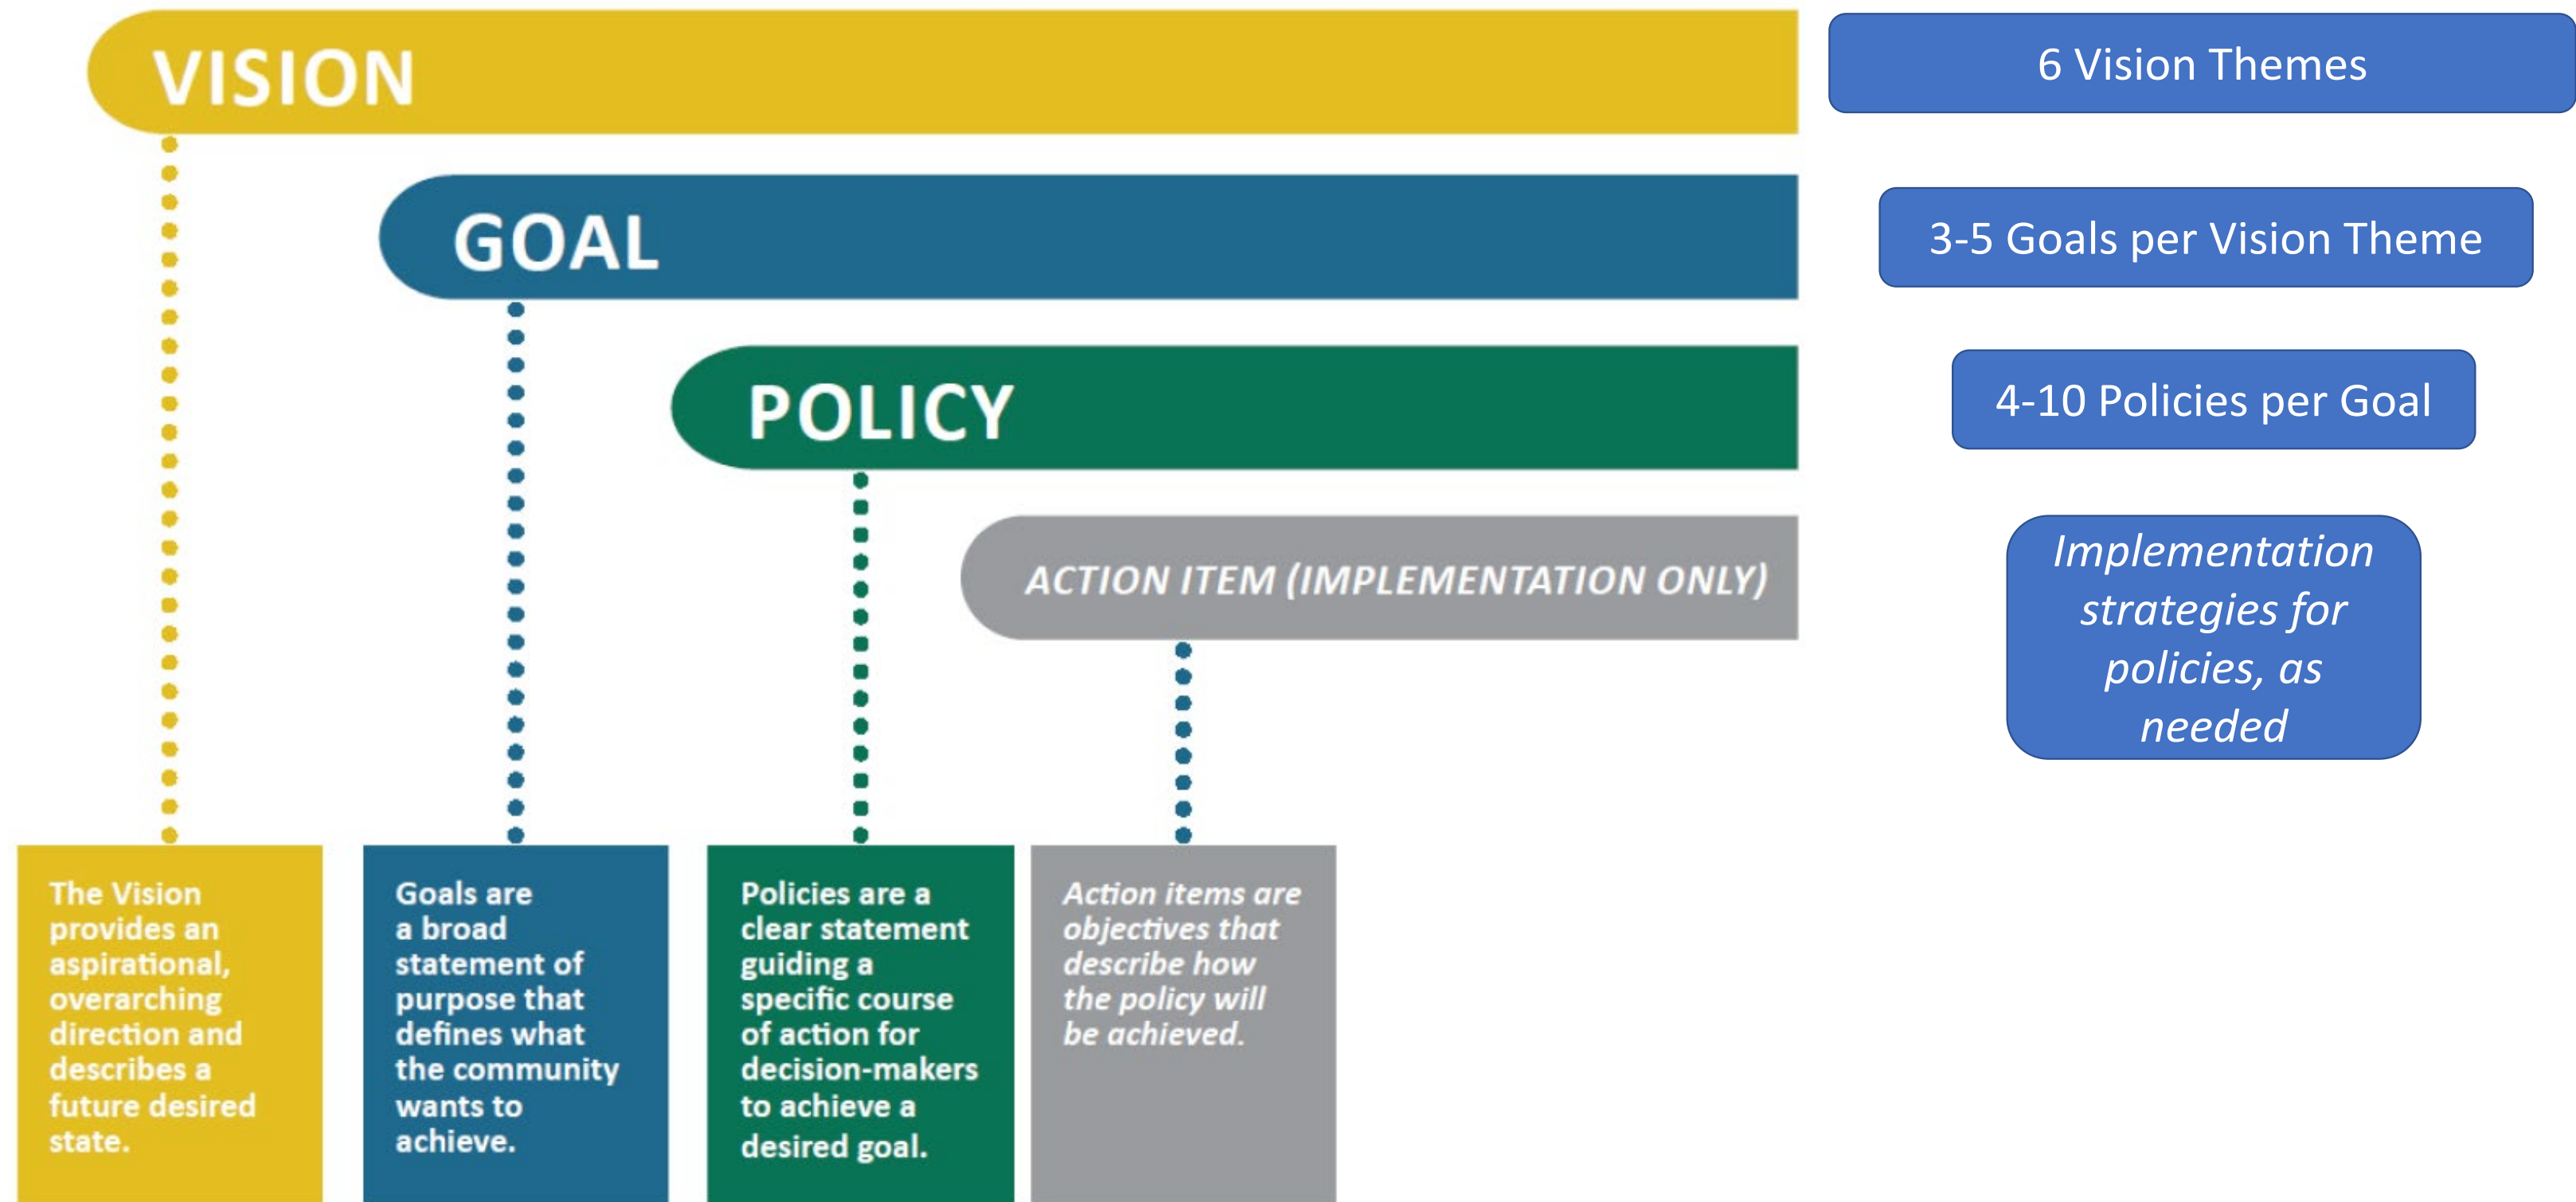 VISION
6 Vision Themes
GOAL
3-5 Goals per Vision Theme
POLICY
4-10 Policies per Goal
ACTION ITEM (IMPLEMENTATION ONLY)
Implementation
strategies for
policies, as
needed
The Vision
provides an
aspirational,
overarching
direction and
describes a
future desired
state.
Goals are
a broad
statement of
purpose that
defines what
the community
wants to
achieve.
Policies are a
clear statement
guiding a
specific course
of action for
decision-makers
to achieve a
desired goal.
Action items are
objectives that
describe how
the policy will
be achieved.